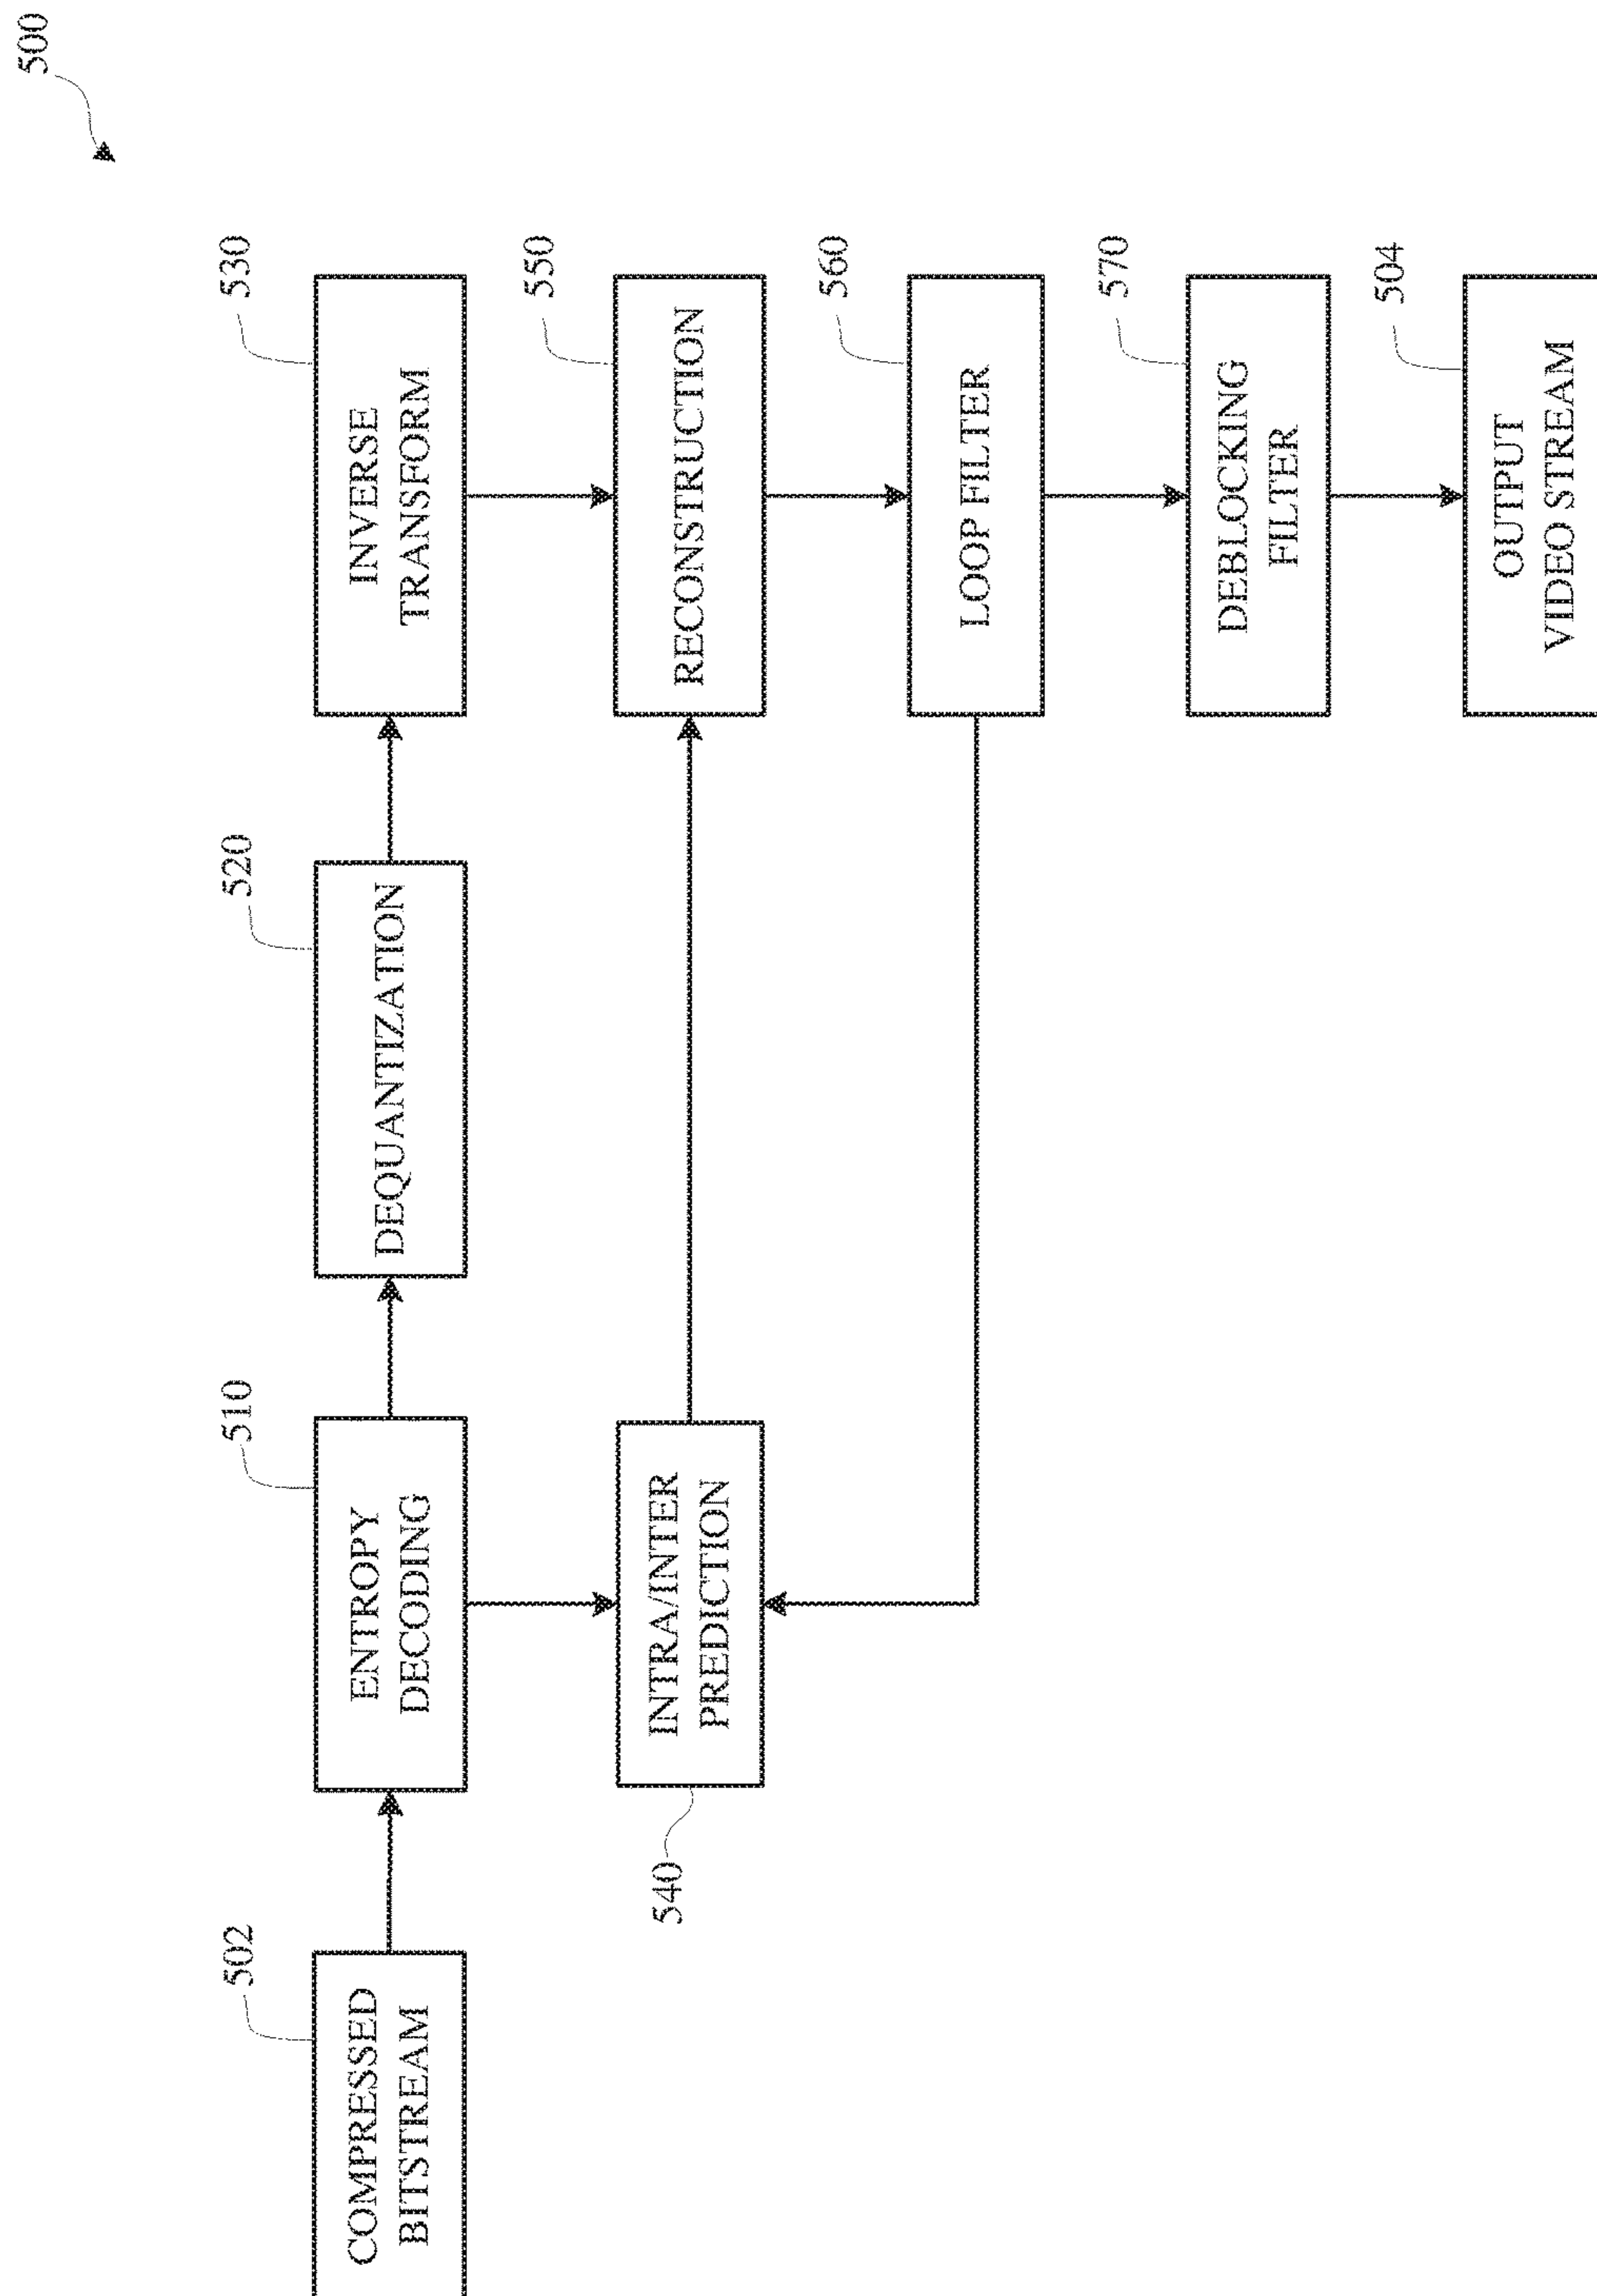 500
502
COMPRESSED
BITSTREAM
510
ENTROPY
DECODING
520
DEQUANTIZATION
530
INVERSE
TRANSFORM
540
INTRA/INTER
PREDICTION
550
RECONSTRUCTION
560
LOOP FILTER
570
DEBLOCKING
FILTER
504
OUTPUT
VIDEO STREAM